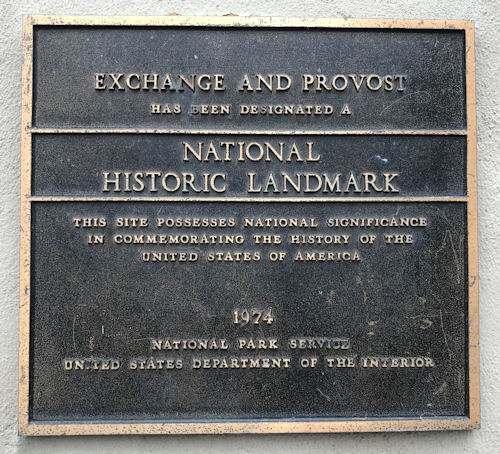 EXCHANGE AND PROVOST
HAS BEEN DESIGNATED A
NATIONAL
HISTORIC LANDMARK
THIS SITE POSSESSES NATIONAL SIGNIFICANCE
IN COMMEMORATING THE HISTORY OF THE
UNITED STATES OF AMERICA
1974
NATIONAL PARK SERVICE
UNITED STATES DEPARTMENT OF THE INTERIOR